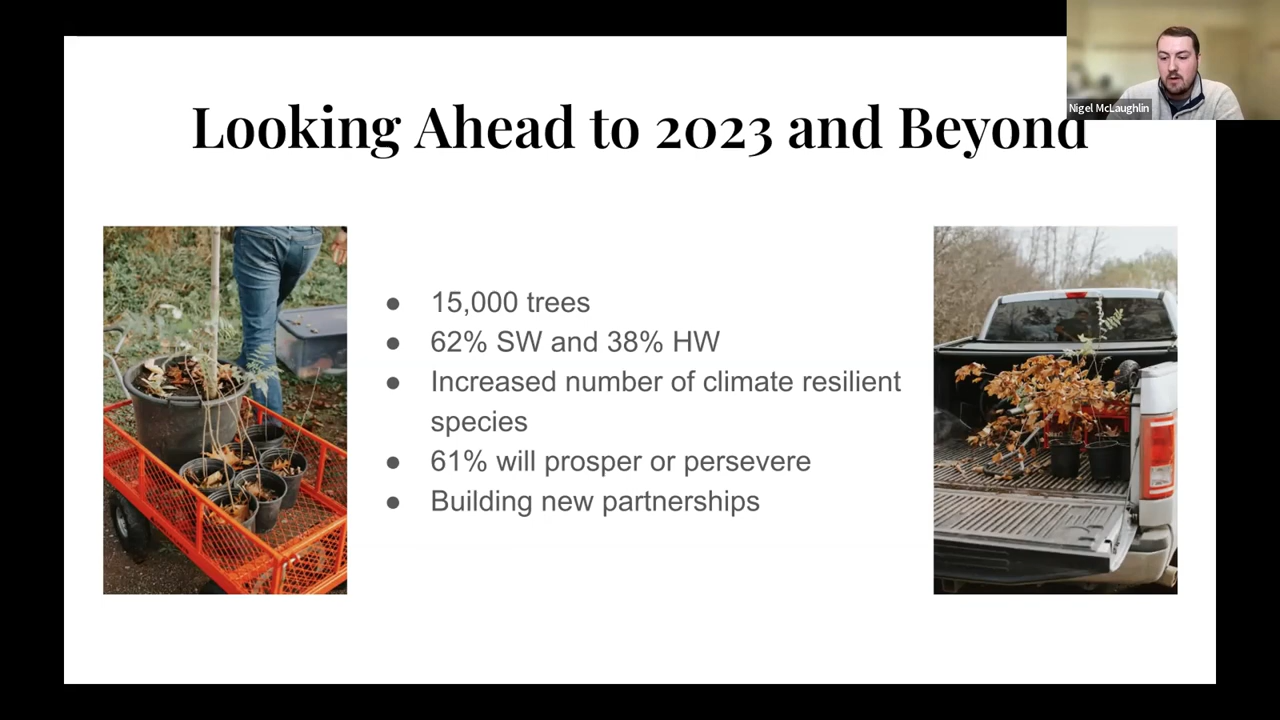 Nigel McLaughlin
Looking Ahead to 2023 and Beyond
● 15,000 trees
● 62% SW and 38% HW
● Increased number of climate resilient
species
● 61% will prosper or persevere
● Building new partnerships